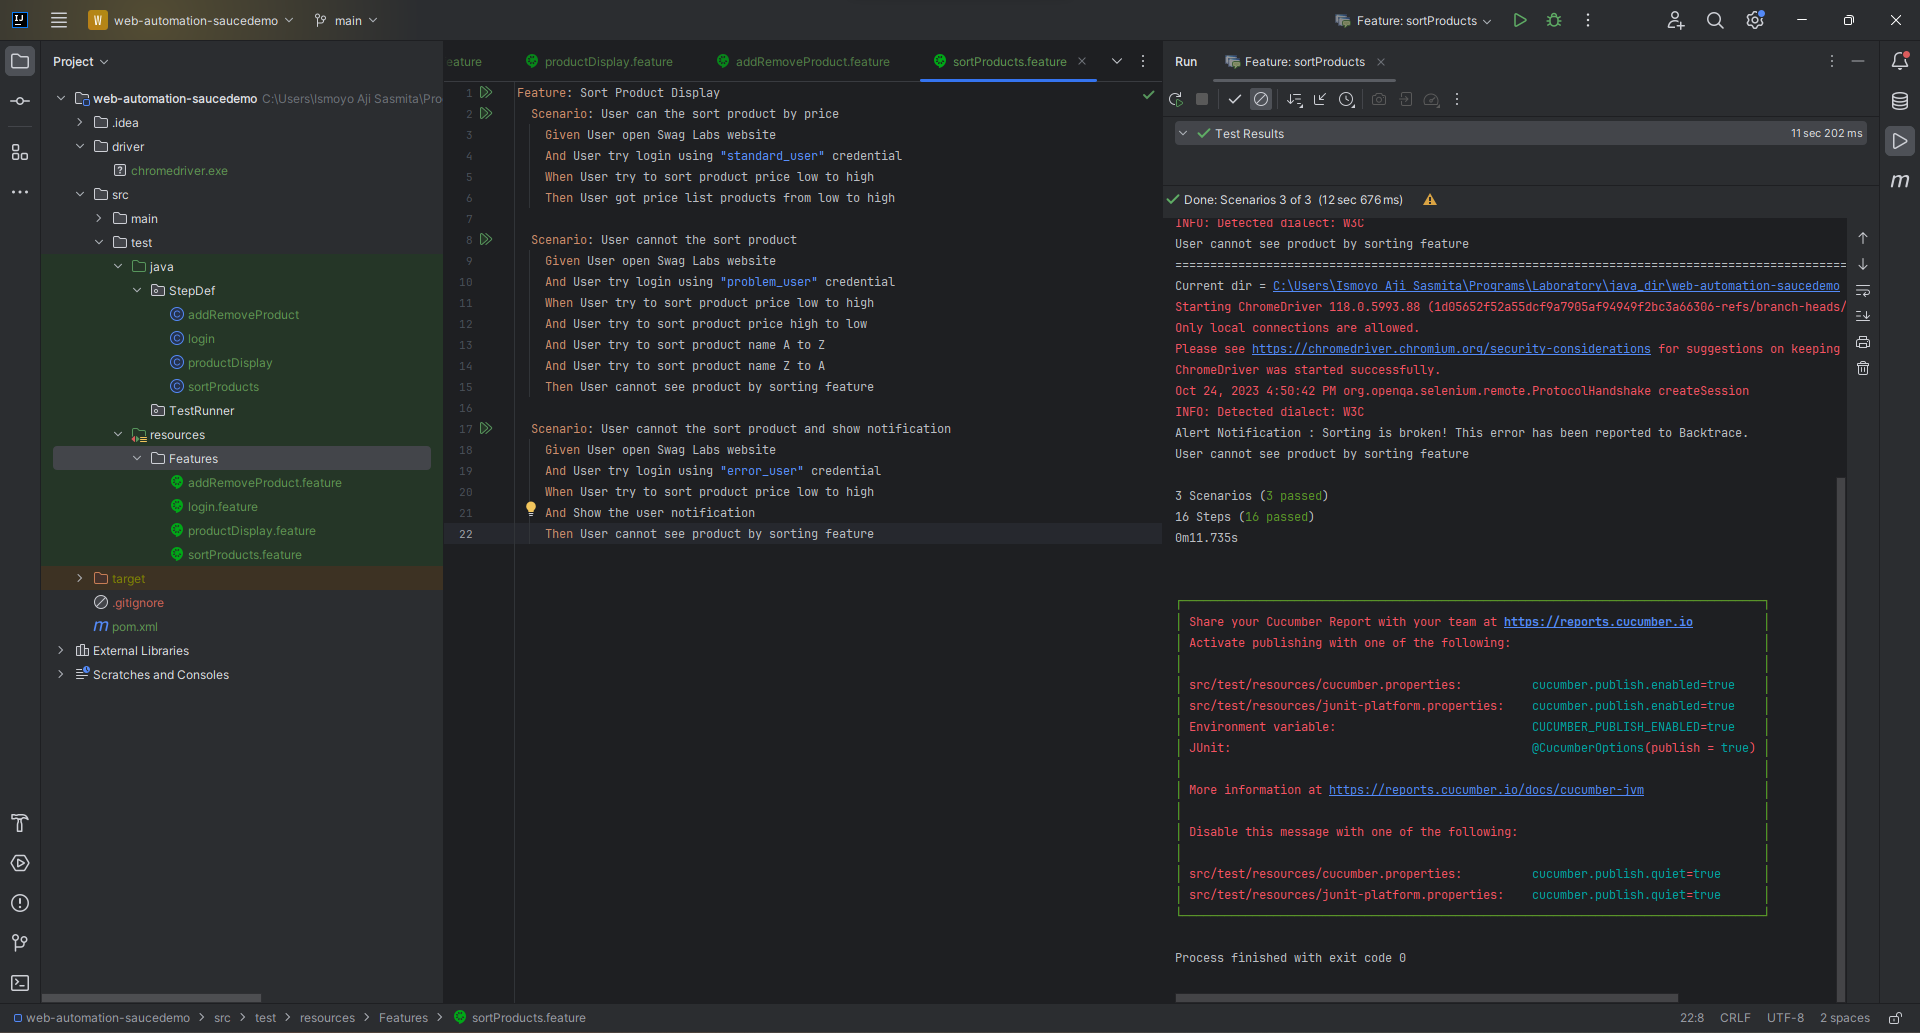 W web-automation-saucedemo main Feature: sortProducts
Project
web-automation-saucedemo C:\Users\Ismoyo Aji Sasmita\Pro
.idea
driver
chromedriver.exe
src
main
test
java
StepDef
addRemoveProduct
login
productDisplay
sortProducts
TestRunner
resources
Features
addRemoveProduct.feature
login.feature
productDisplay.feature
sortProducts.feature
target
.gitignore
m pom.xml
External Libraries
Scratches and Consoles
eature productDisplay.feature addRemoveProduct.feature sortProducts.feature
1 Feature: Sort Product Display
2 Scenario: User can the sort product by price
3 Given User open Swag Labs website
4 And User try login using "standard_user" credential
5 When User try to sort product price low to high
6 Then User got price list products from low to high
7
8 Scenario: User cannot the sort product
9 Given User open Swag Labs website
10 And User try login using "problem_user" credential
11 When User try to sort product price low to high
12 And User try to sort product price high to low
13 And User try to sort product name A to Z
14 And User try to sort product name Z to A
15 Then User cannot see product by sorting feature
16
17 Scenario: User cannot the sort product and show notification
18 Given User open Swag Labs website
19 And User try login using "error_user" credential
20 When User try to sort product price low to high
21 And Show the user notification
22 Then User cannot see product by sorting feature
Run Feature: sortProducts
Test Results 11 sec 202 ms
Done: Scenarios 3 of 3 (12 sec 676 ms)
INFO: Detected dialect: W3C
User cannot see product by sorting feature
================================================================================================
Current dir = C:\Users\Ismoyo Aji Sasmita\Programs\Laboratory\java_dir\web-automation-saucedemo
Starting ChromeDriver 118.0.5993.88 (1d05652f52a55dcf9a7905af94949f2bc3a66306-refs/branch-heads/
Only local connections are allowed.
Please see https://chromedriver.chromium.org/security-considerations for suggestions on keeping
ChromeDriver was started successfully.
Oct 24, 2023 4:50:42 PM org.openqa.selenium.remote.ProtocolHandshake createSession
INFO: Detected dialect: W3C
Alert Notification : Sorting is broken! This error has been reported to Backtrace.
User cannot see product by sorting feature
3 Scenarios (3 passed)
16 Steps (16 passed)
0m11.735s
Share your Cucumber Report with your team at https://reports.cucumber.io
Activate publishing with one of the following:
src/test/resources/cucumber.properties: cucumber.publish.enabled=true
src/test/resources/junit-platform.properties: cucumber.publish.enabled=true
Environment variable: CUCUMBER_PUBLISH_ENABLED=true
JUnit: @CucumberOptions(publish = true)
More information at https://reports.cucumber.io/docs/cucumber-jvm
Disable this message with one of the following:
src/test/resources/cucumber.properties: cucumber.publish.quiet=true
src/test/resources/junit-platform.properties: cucumber.publish.quiet=true
Process finished with exit code 0
m
web-automation-saucedemo > src > test > resources > Features > sortProducts.feature 22:8 CRLF UTF-8 2 spaces